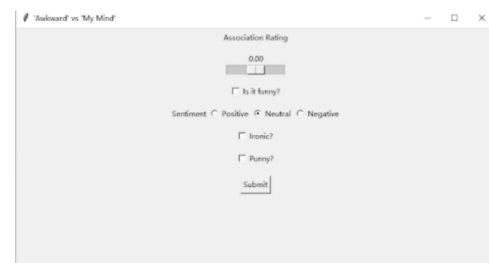 'Awkward' vs 'My Mind'
Association Rating
0.00
Is it funny?
Sentiment Positive Neutral Negative
Ironic?
Punny?
Submit